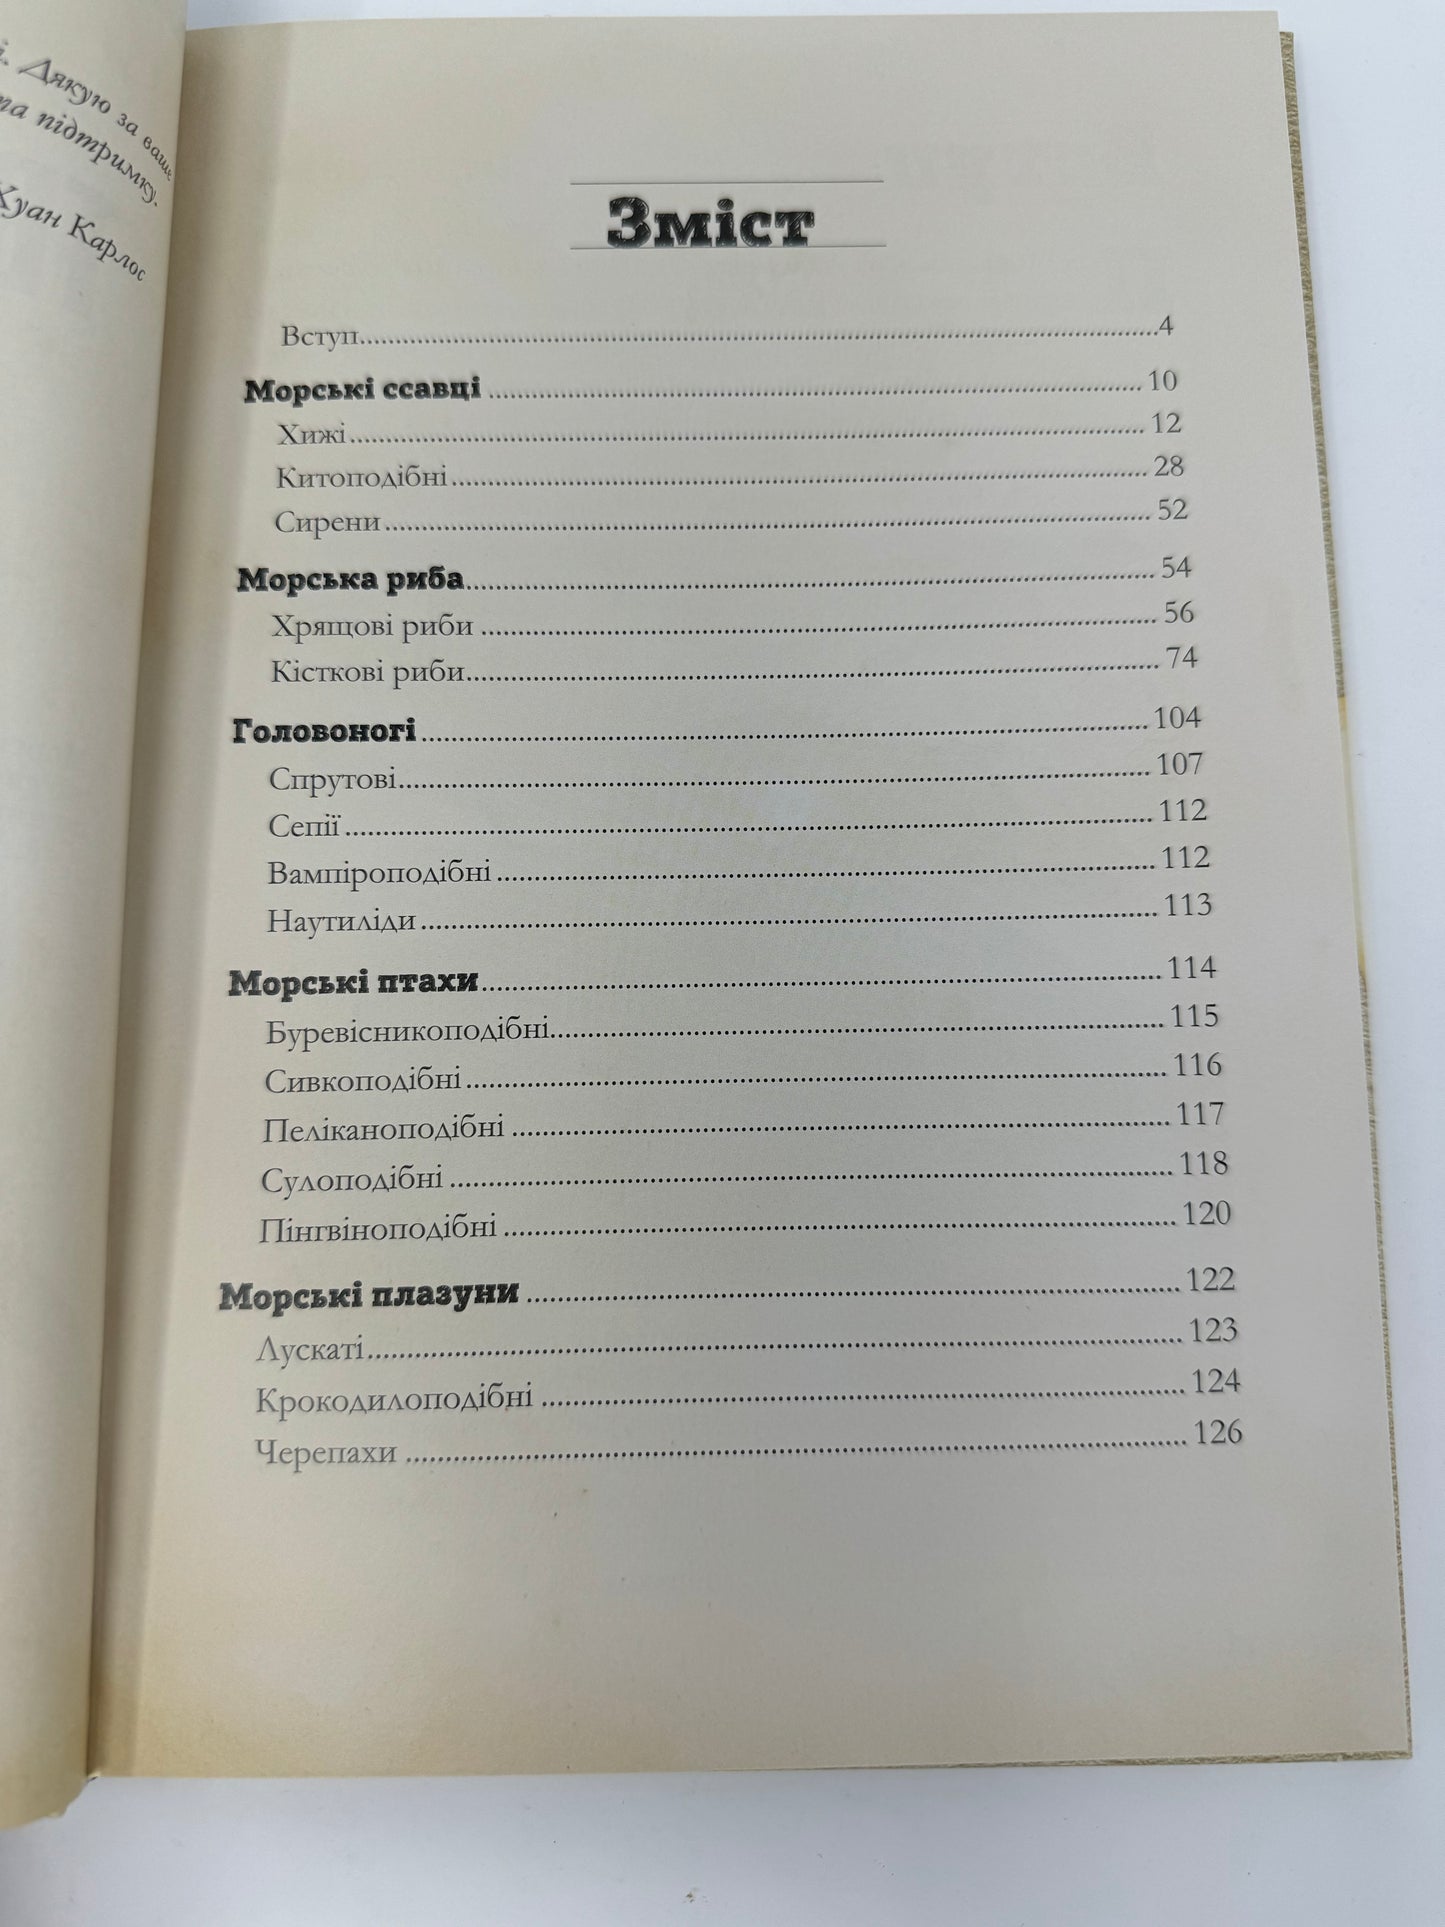 і. Дякую за ваше
та підтримку.
Хуан Карлос
Зміст
Вступ 4
Морські ссавці 10
Хижі 12
Китоподібні 28
Сирени 52
Морська риба 54
Хрящові риби 56
Кісткові риби 74
Головоногі 104
Спрутові 107
Сепії 112
Вампіроподібні 112
Наутиліди 113
Морські птахи 114
Буревісникоподібні 115
Сивкоподібні 116
Пеліканоподібні 117
Сулоподібні 118
Пінгвіноподібні 120
Морські плазуни 122
Лускаті 123
Крокодилоподібні 124
Черепахи 126